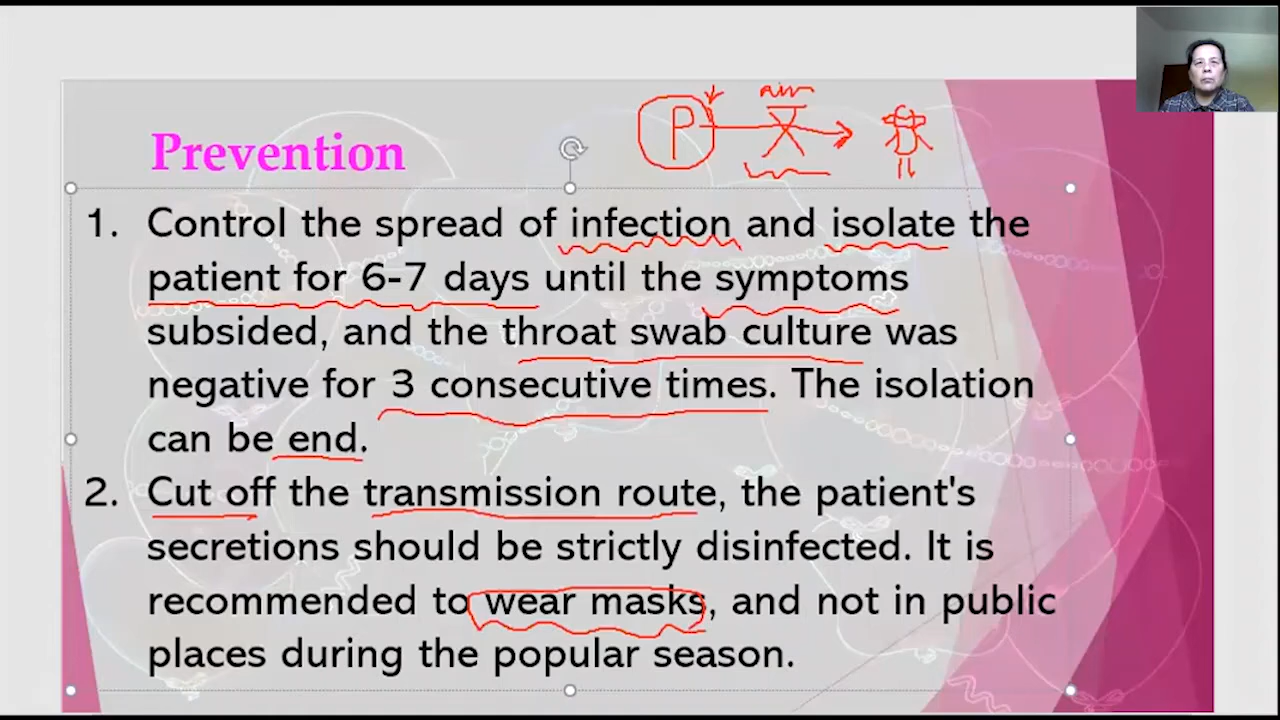 P
air
Prevention
1. Control the spread of infection and isolate the
patient for 6-7 days until the symptoms
subsided, and the throat swab culture was
negative for 3 consecutive times. The isolation
can be end.
2. Cut off the transmission route, the patient's
secretions should be strictly disinfected. It is
recommended to wear masks, and not in public
places during the popular season.